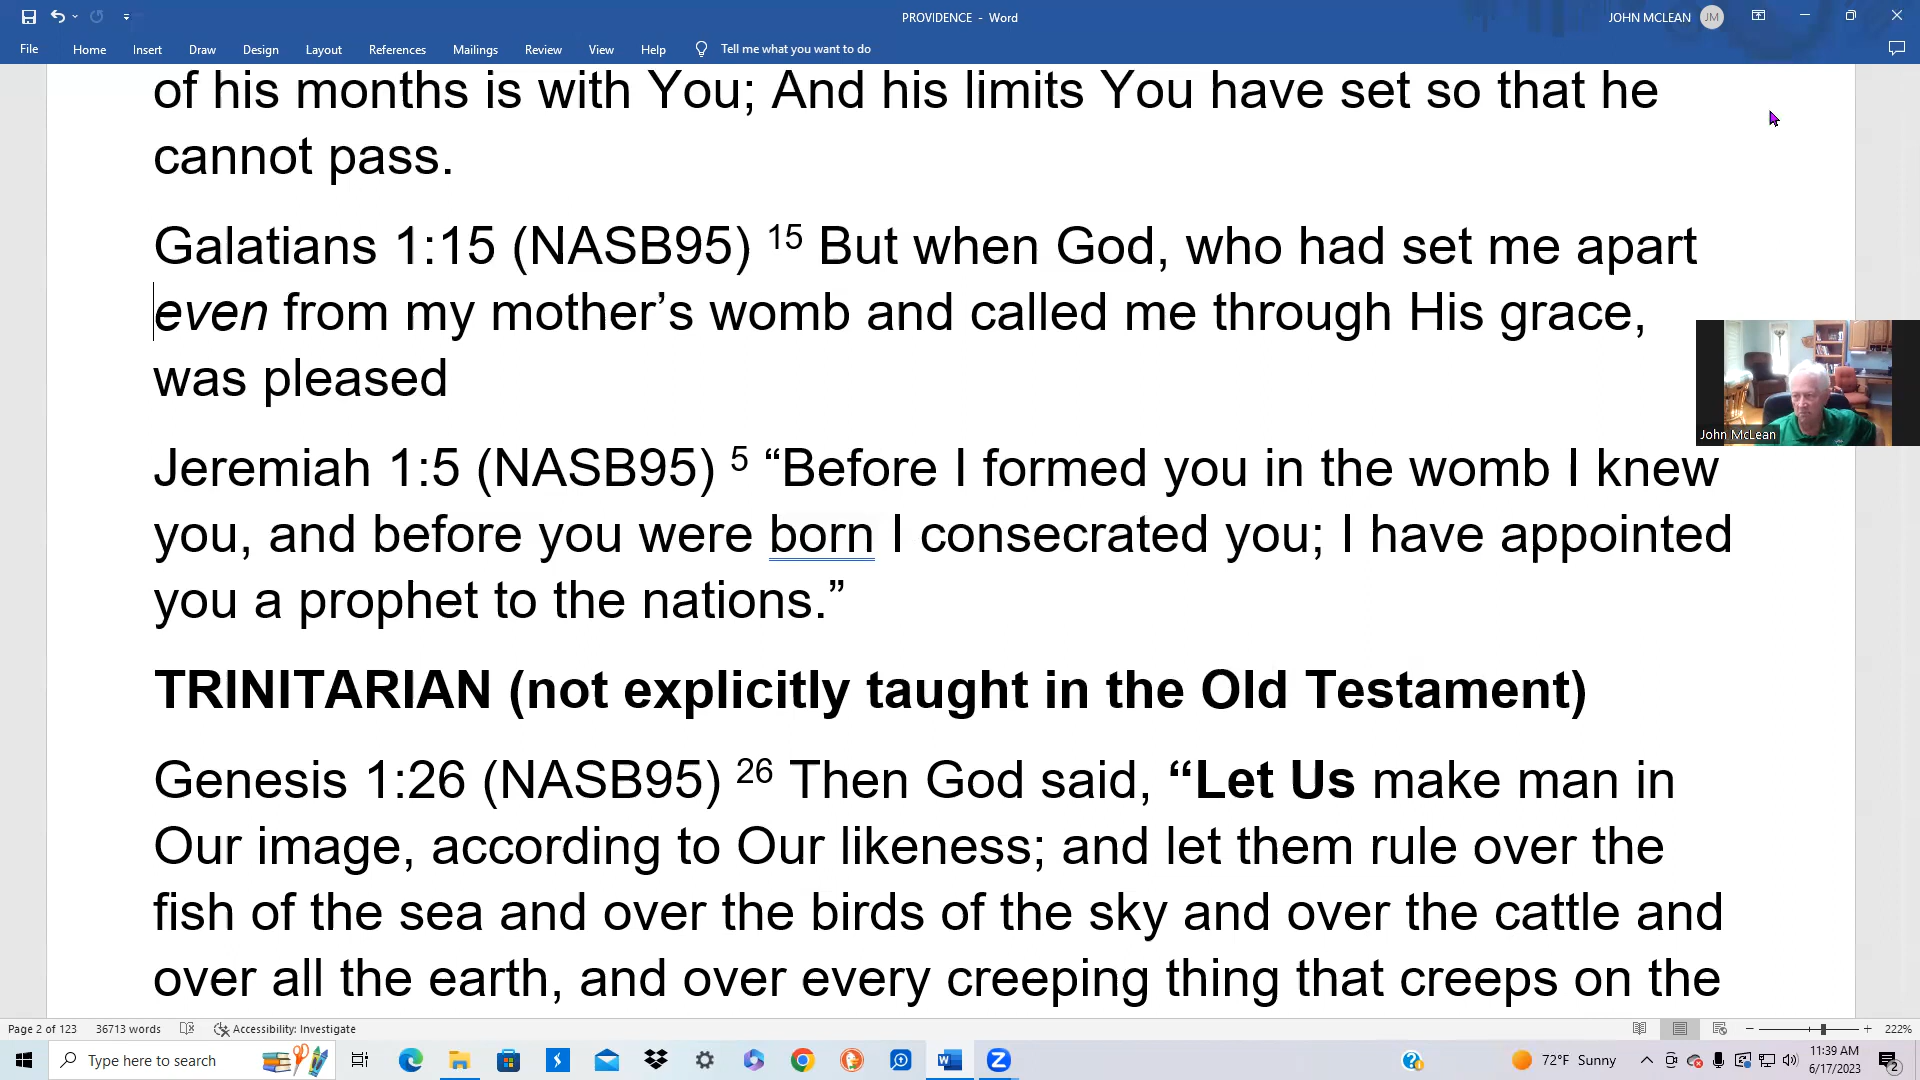 PROVIDENCE - Word
JOHN MCLEAN JM
File Home Insert Draw Design Layout References Mailings Review View Help Tell me what you want to do
of his months is with You; And his limits You have set so that he
cannot pass.
Galatians 1:15 (NASB95) 15 But when God, who had set me apart
even from my mother’s womb and called me through His grace,
was pleased
John McLean
Jeremiah 1:5 (NASB95) 5 “Before I formed you in the womb I knew
you, and before you were born I consecrated you; I have appointed
you a prophet to the nations.”
TRINITARIAN (not explicitly taught in the Old Testament)
Genesis 1:26 (NASB95) 26 Then God said, “Let Us make man in
Our image, according to Our likeness; and let them rule over the
fish of the sea and over the birds of the sky and over the cattle and
over all the earth, and over every creeping thing that creeps on the
Page 2 of 123 36713 words Accessibility: Investigate 222%
Type here to search 72°F Sunny 11:39 AM
6/17/2023 2